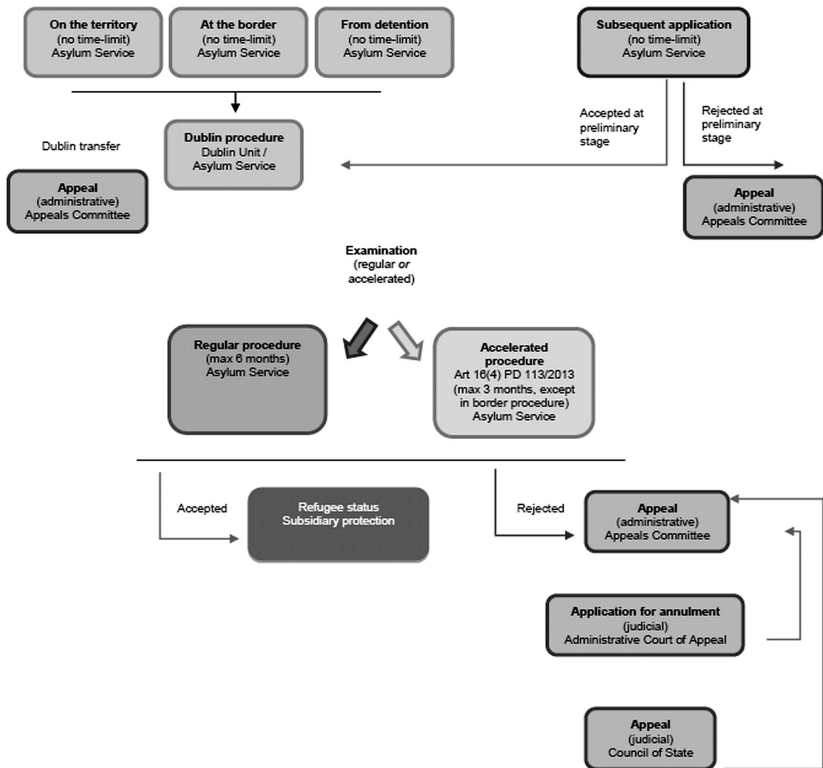 On the territory
(no time-limit)
Asylum Service
At the border
(no time-limit)
Asylum Service
From detention
(no time-limit)
Asylum Service
Subsequent application
(no time-limit)
Asylum Service
Accepted at
preliminary
stage
Rejected at
preliminary
stage
Dublin procedure
Dublin Unit /
Asylum Service
Dublin transfer
Appeal
(administrative)
Appeals Committee
Appeal
(administrative)
Appeals Committee
Examination
(regular or
accelerated)
Regular procedure
(max 6 months)
Asylum Service
Accelerated
procedure
Art 16(4) PD 113/2013
(max 3 months, except
in border procedure)
Asylum Service
Accepted
Refugee status
Subsidiary protection
Rejected
Appeal
(administrative)
Appeals Committee
Application for annulment
(judicial)
Administrative Court of Appeal
Appeal
(judicial)
Council of State